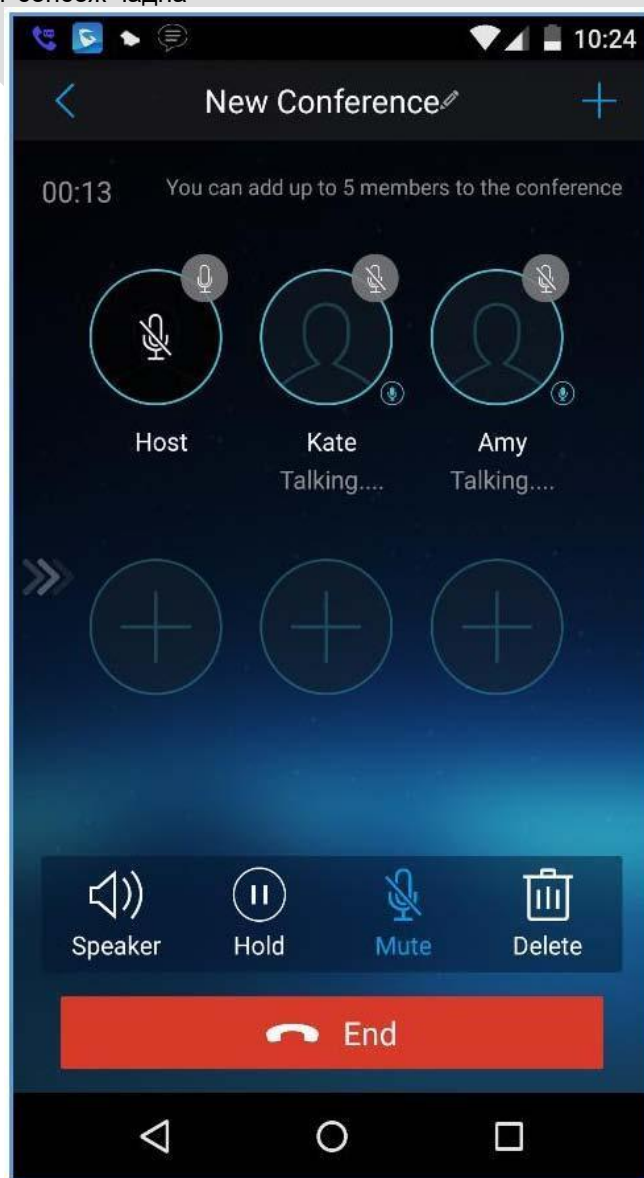 чадна
10:24
New Conference
00:13 You can add up to 5 members to the conference
Host Kate Amy
Talking.... Talking....
Speaker Hold Mute Delete
End